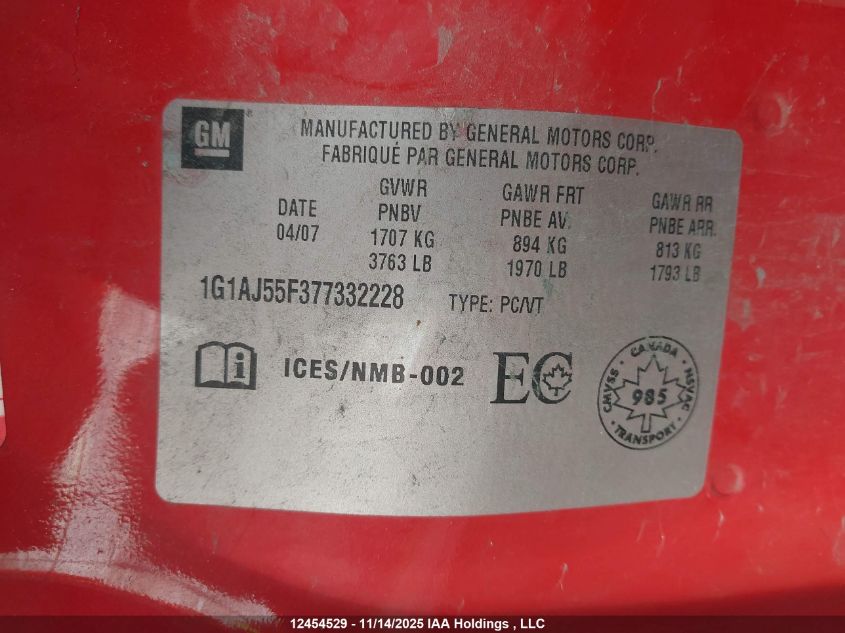 GM
MANUFACTURED BY GENERAL MOTORS CORP.
FABRIQUÉ PAR GENERAL MOTORS CORP.
DATE
04/07
GVWR
PNBV
1707 KG
3763 LB
GAWR FRT
PNBE AV.
894 KG
1970 LB
GAWR RR
PNBE ARR.
813 KG
1793 LB
1G1AJ55F377332228 TYPE: PC/VT
i ICES/NMB-002 EC
CANADA
CMVSS
985
NSVAC
TRANSPORT
12454529 - 11/14/2025 IAA Holdings , LLC